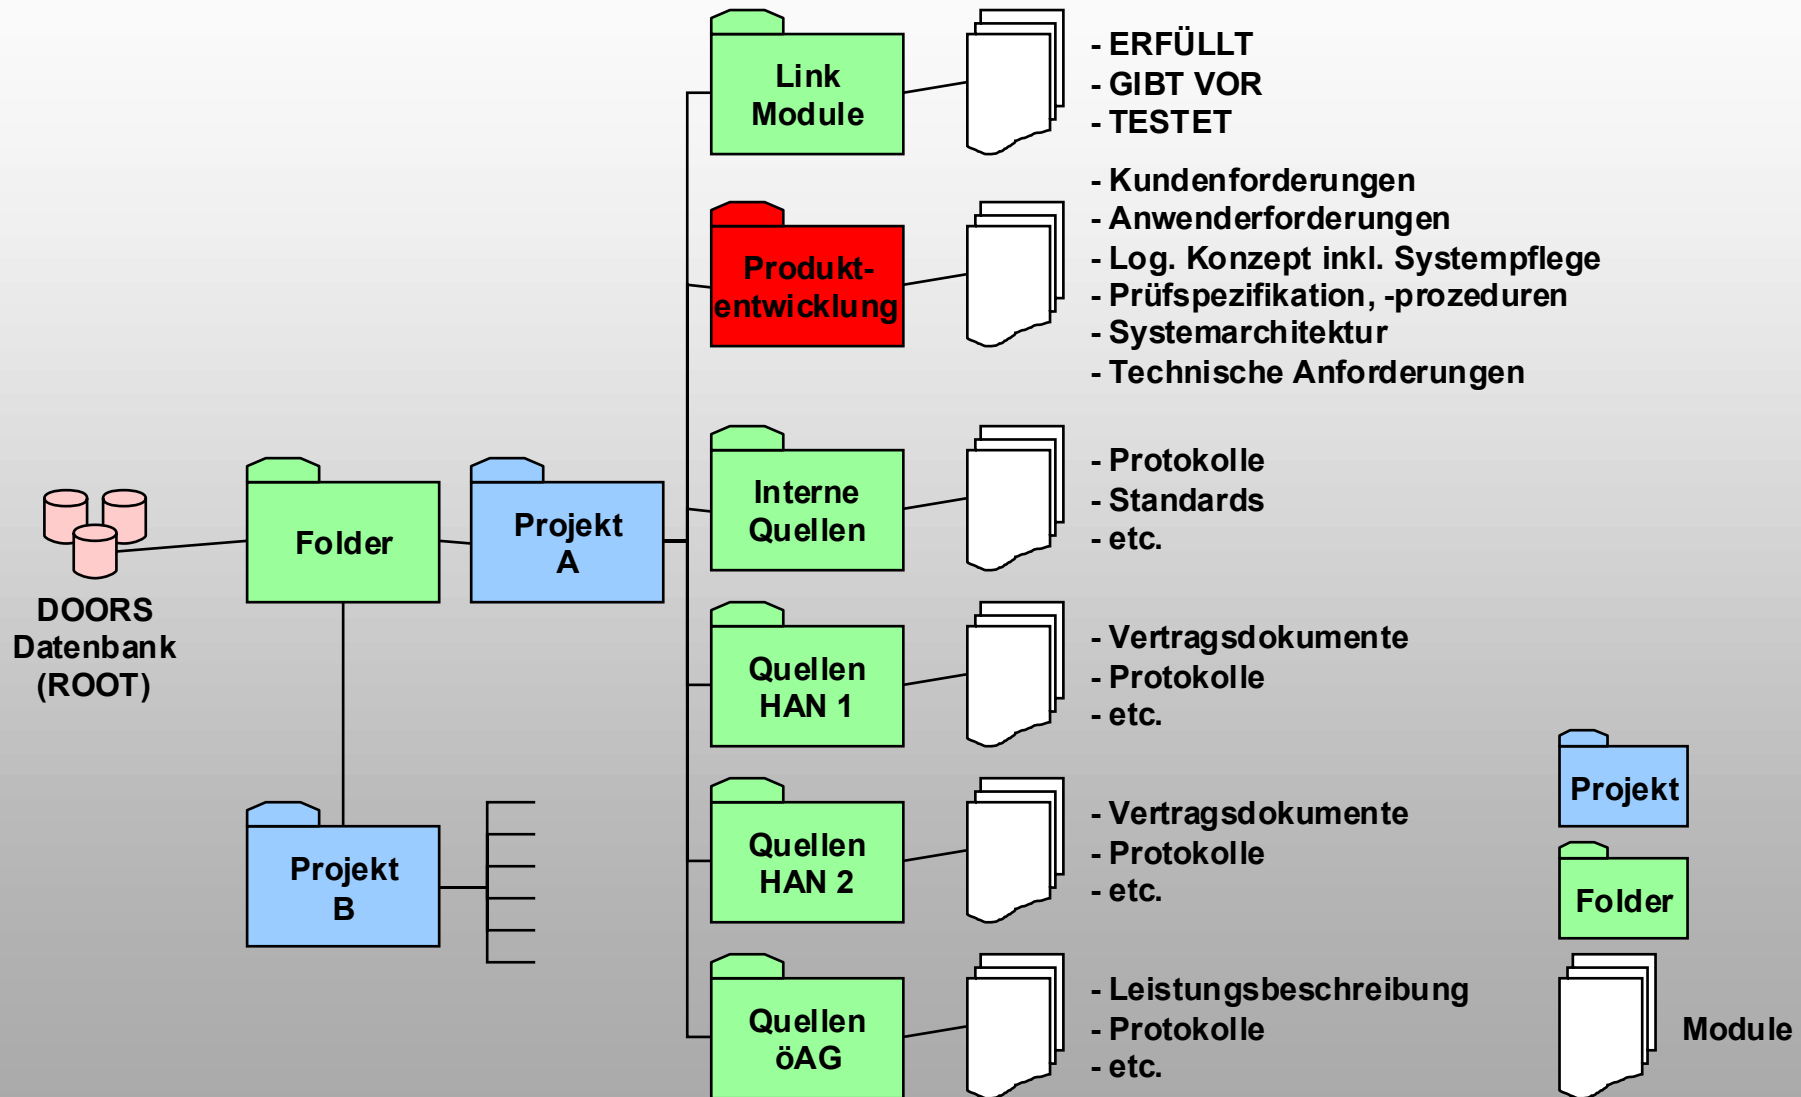 DOORS
Datenbank
(ROOT)
Folder
Projekt
A
Projekt
B
Link
Module
- ERFÜLLT
- GIBT VOR
- TESTET
Produkt-
entwicklung
- Kundenforderungen
- Anwenderforderungen
- Log. Konzept inkl. Systempflege
- Prüfspezifikation, -prozeduren
- Systemarchitektur
- Technische Anforderungen
Interne
Quellen
- Protokolle
- Standards
- etc.
Quellen
HAN 1
- Vertragsdokumente
- Protokolle
- etc.
Quellen
HAN 2
- Vertragsdokumente
- Protokolle
- etc.
Quellen
öAG
- Leistungsbeschreibung
- Protokolle
- etc.
Projekt
Folder
Module